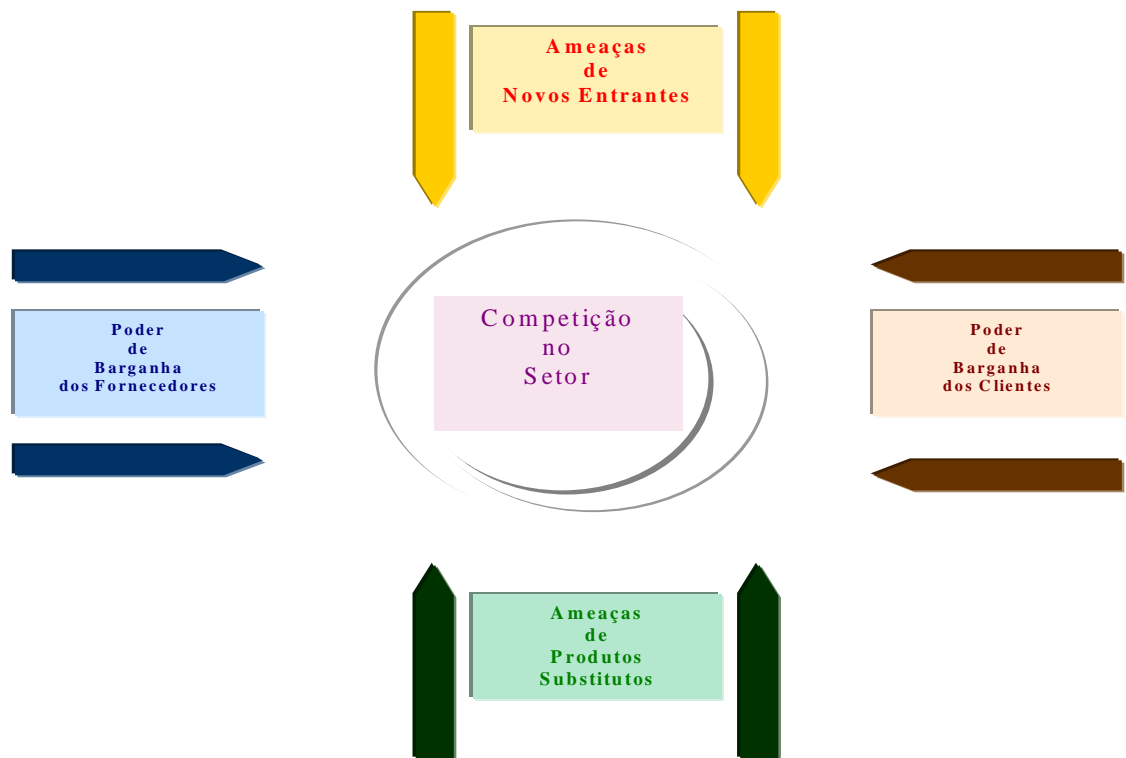 Ameaças
de
Novos Entrantes
Competição
no
Setor
Poder
de
Barganha
dos Fornecedores
Poder
de
Barganha
dos Clientes
Ameaças
de
Produtos
Substitutos